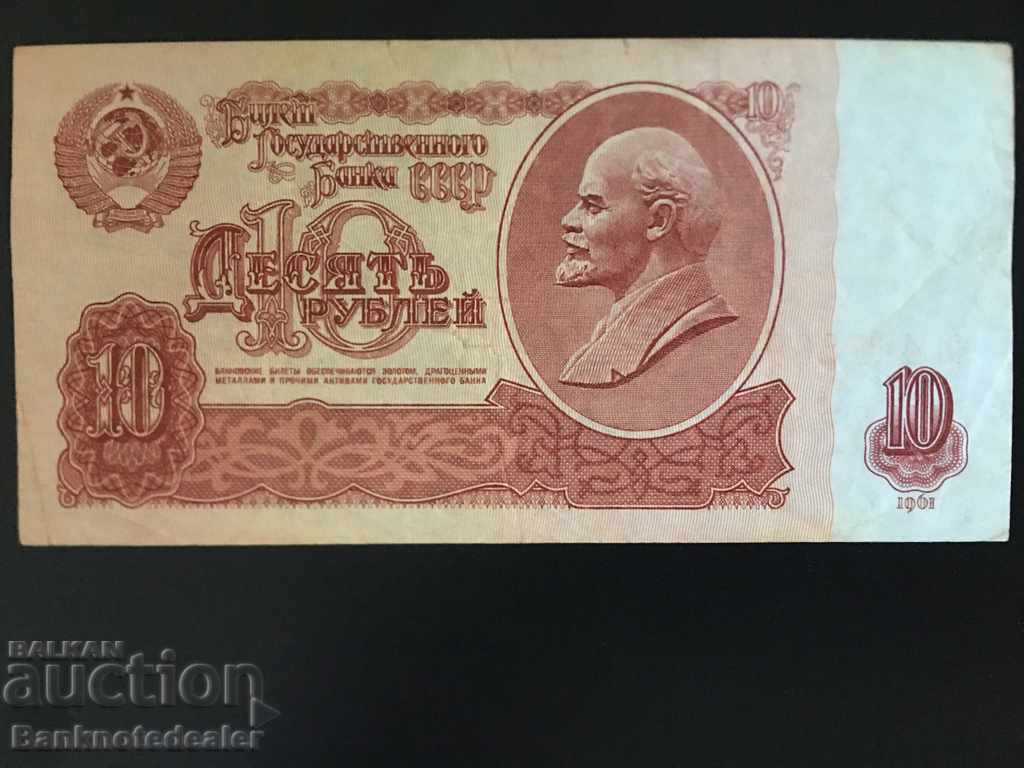 Билет
Государственного
Банка СССР
10
10
Десять
рублей
БАНКОВСКИЕ БИЛЕТЫ ОБЕСПЕЧИВАЮТСЯ ЗОЛОТОМ, ДРАГОЦЕННЫМИ
МЕТАЛЛАМИ И ПРОЧИМИ АКТИВАМИ ГОСУДАРСТВЕННОГО БАНКА
10
10
1961
BALKAN
auction
Banknotedealer